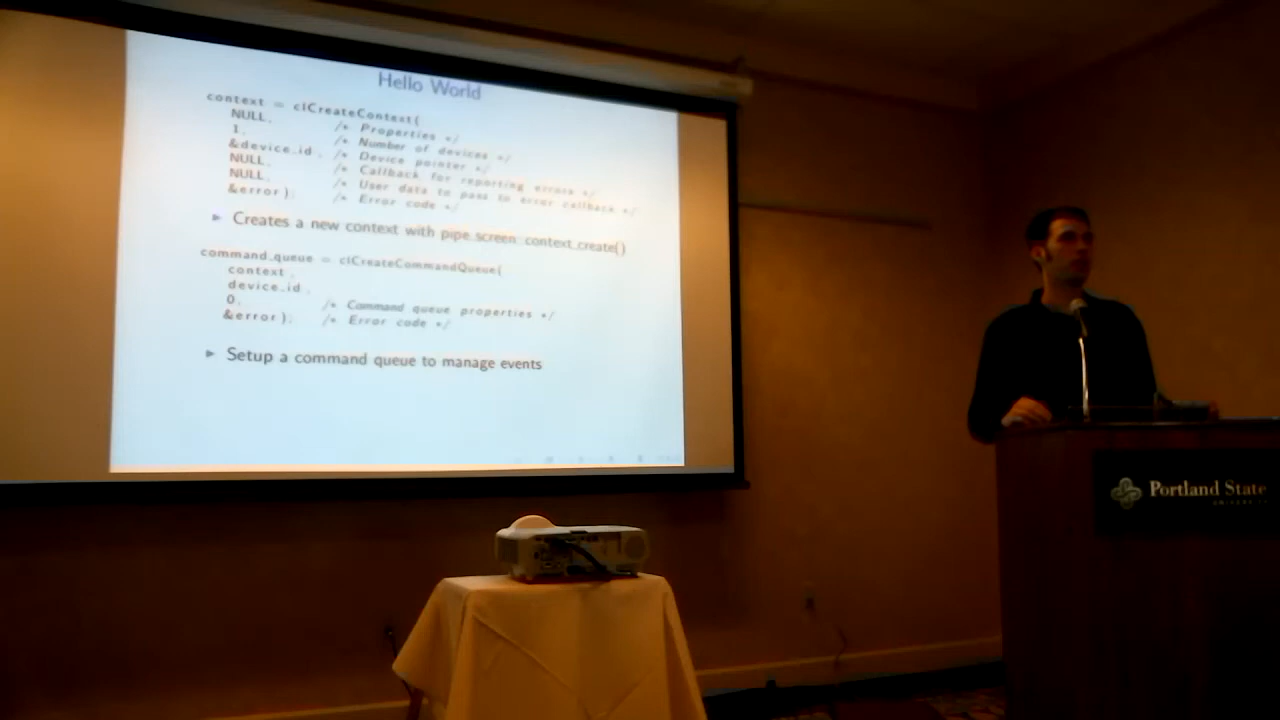 Hello World
context = clCreateContext(
NULL, /* Properties */
1, /* Number of devices */
&device_id, /* Device pointer */
NULL, /* Callback for reporting errors */
NULL, /* User data to pass to error callback */
&error); /* Error code */
Creates a new context with pipe_screen::context_create()
command_queue = clCreateCommandQueue(
context,
device_id,
0, /* Command queue properties */
&error); /* Error code */
Setup a command queue to manage events
Portland State
UNIVERSITY